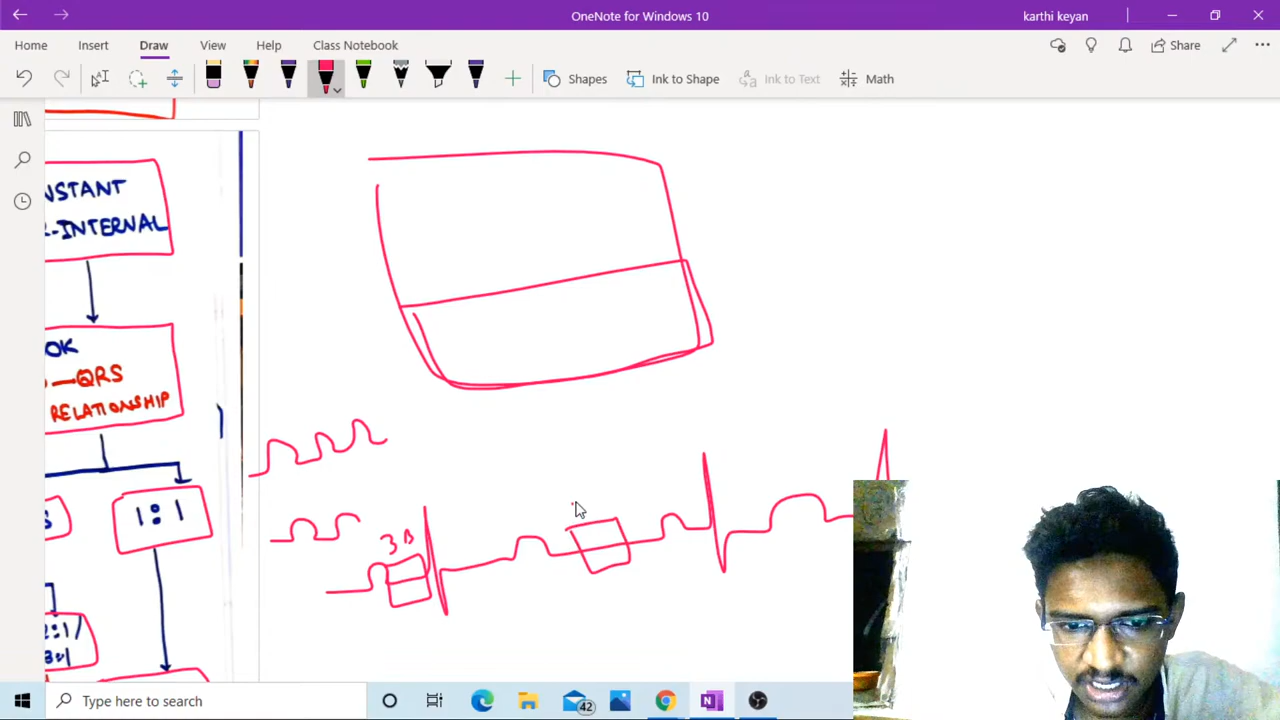 OneNote for Windows 10
karthi keyan
Home Insert Draw View Help Class Notebook
Share
Shapes Ink to Shape Ink to Text Math
NSTANT
-INTERNAL
OK
QRS
RELATIONSHIP
1:1
2:1/
3:1
3B
Type here to search
42